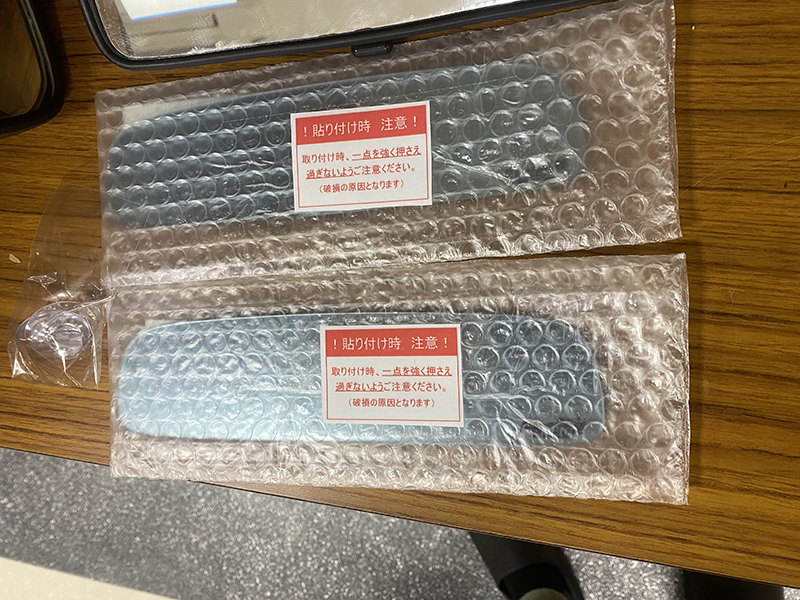 ！貼り付け時 注意！
取り付け時、一点を強く押さえ
過ぎないようご注意ください。
（破損の原因となります）
！貼り付け時 注意！
取り付け時、一点を強く押さえ
過ぎないようご注意ください。
（破損の原因となります）